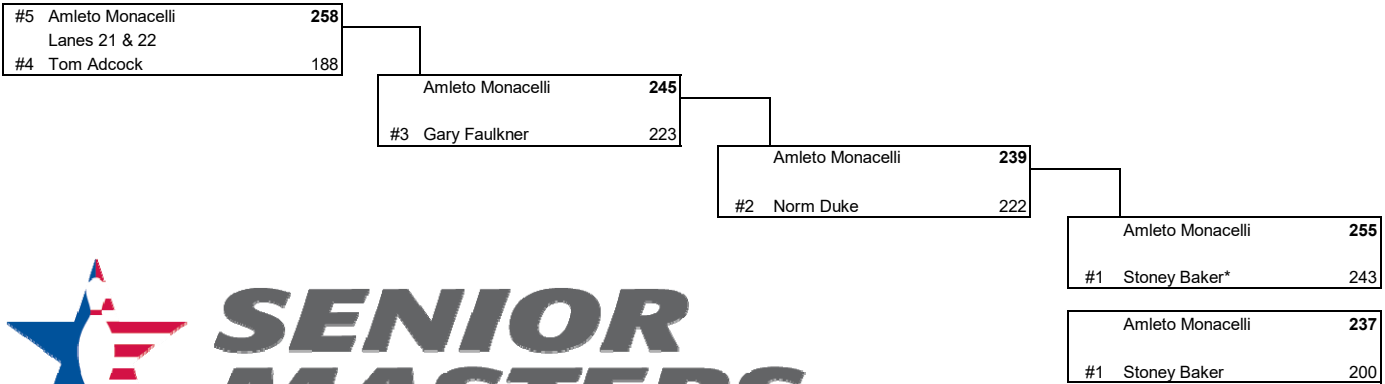 #5 Amleto Monacelli 258
Lanes 21 & 22
#4 Tom Adcock 188
Amleto Monacelli 245
#3 Gary Faulkner 223
Amleto Monacelli 239
#2 Norm Duke 222
Amleto Monacelli 255
#1 Stoney Baker* 243
Amleto Monacelli 237
#1 Stoney Baker 200
SENIOR
MASTERS